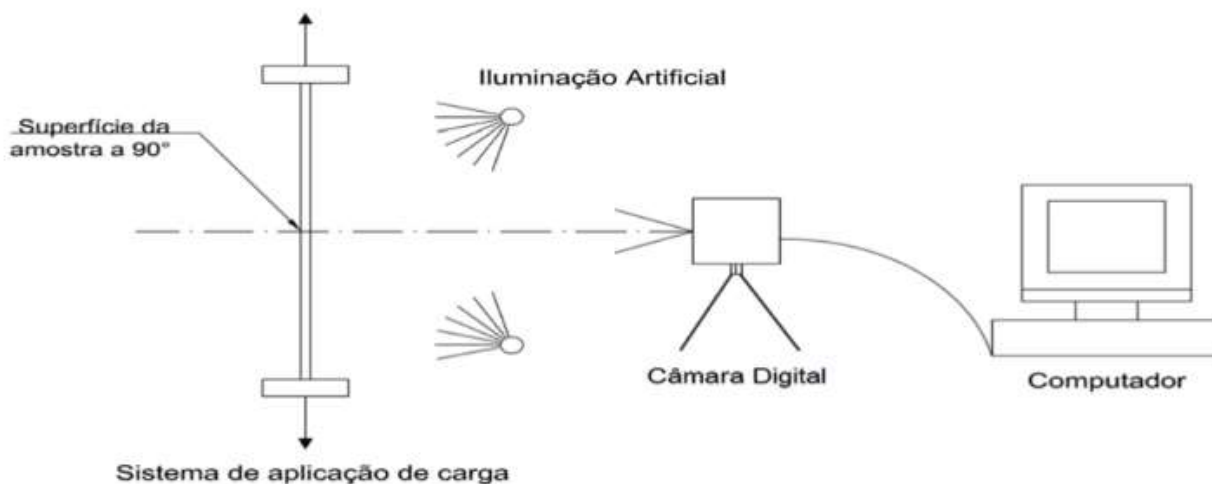 Iluminação Artificial
Superfície da
amostra a 90°
Câmara Digital
Computador
Sistema de aplicação de carga